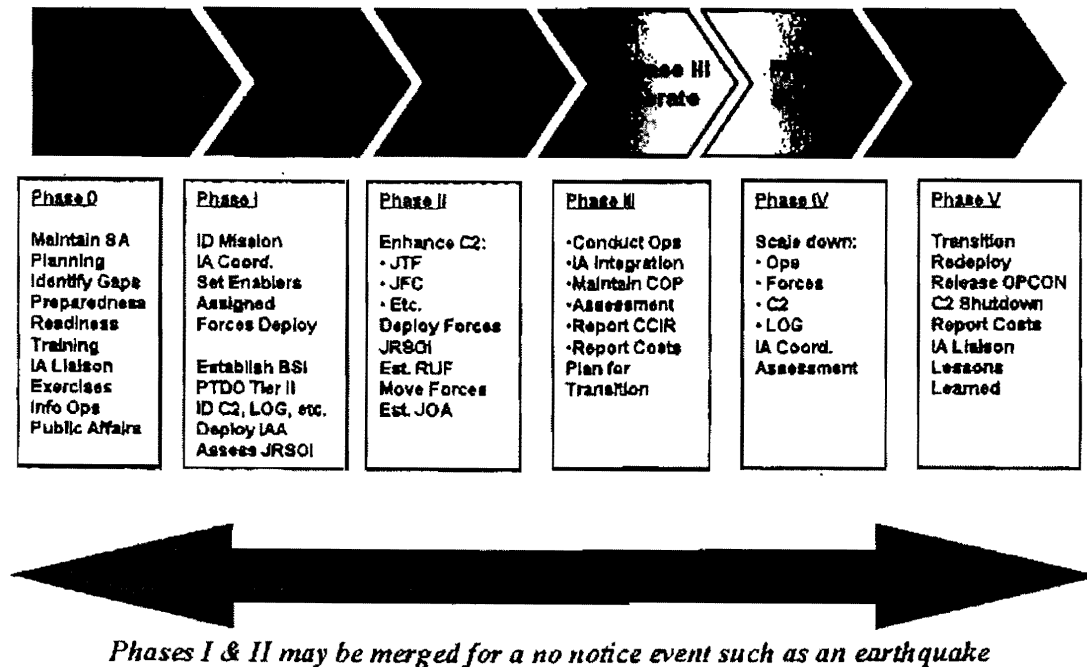 Phase 0
Maintain SA
Planning
Identify Gaps
Preparedness
Readiness
Training
IA Liaison
Exercises
Info Ops
Public Affairs
Phase I
ID Mission
IA Coord.
Set Enablers
Assigned
Forces Deploy
Establish BSI
PTDO Tier II
ID C2, LOG, etc.
Deploy IAA
Assess JRSOI
Phase II
Enhance C2:
• JTF
• JFC
• Etc.
Deploy Forces
JRSOI
Est. RUF
Move Forces
Est. JOA
Phase III
•Conduct Ops
•IA Integration
•Maintain COP
•Assessment
•Report CCIR
•Report Costs
Plan for
Transition
Phase IV
Scale down:
• Ops
• Forces
• C2
• LOG
IA Coord.
Assessment
Phase V
Transition
Redeploy
Release OPCON
C2 Shutdown
Report Costs
IA Liaison
Lessons
Learned
Phases I & II may be merged for a no notice event such as an earthquake